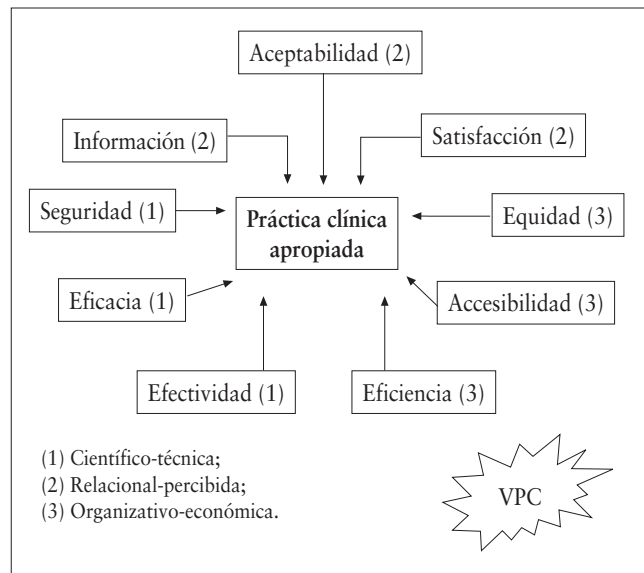 Aceptabilidad (2)
Información (2)
Satisfacción (2)
Seguridad (1)
Práctica clínica
apropiada
Equidad (3)
Eficacia (1)
Accesibilidad (3)
Efectividad (1)
Eficiencia (3)
(1) Científico-técnica;
(2) Relacional-percibida;
(3) Organizativo-económica.
VPC